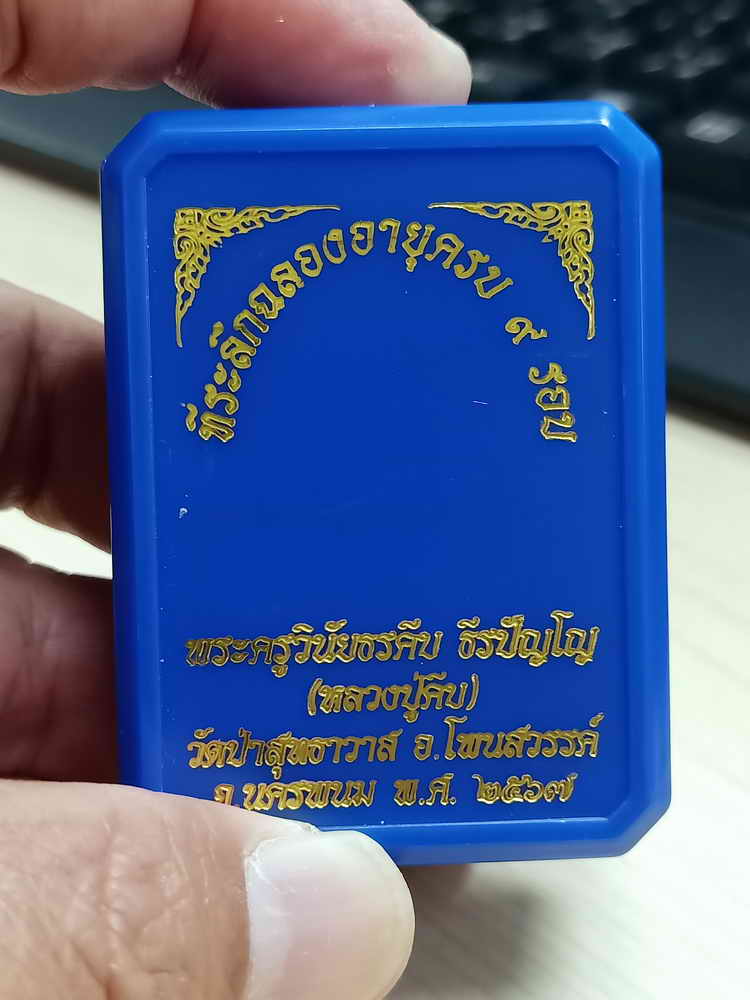 ที่ระลึกฉลองอายุครบ ๙ รอบ
พระครูวินัยธรคีบ ธีรปัญโญ
(หลวงปู่คีบ)
วัดป่าสุทธาวาส อ.โพนสวรรค์
จ.นครพนม พ.ศ. ๒๕๖๗